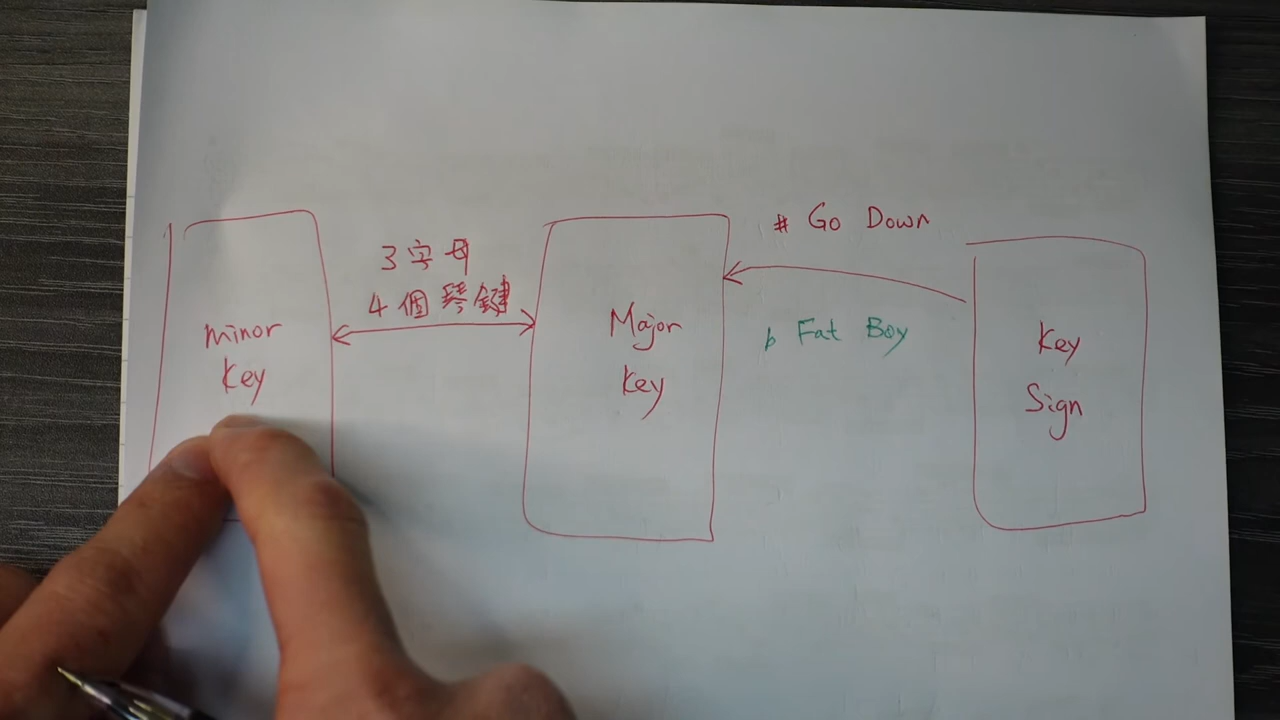 minor
key
3字母
4個琴鍵
Major
key
# Go Down
b Fat Boy
key
Sign